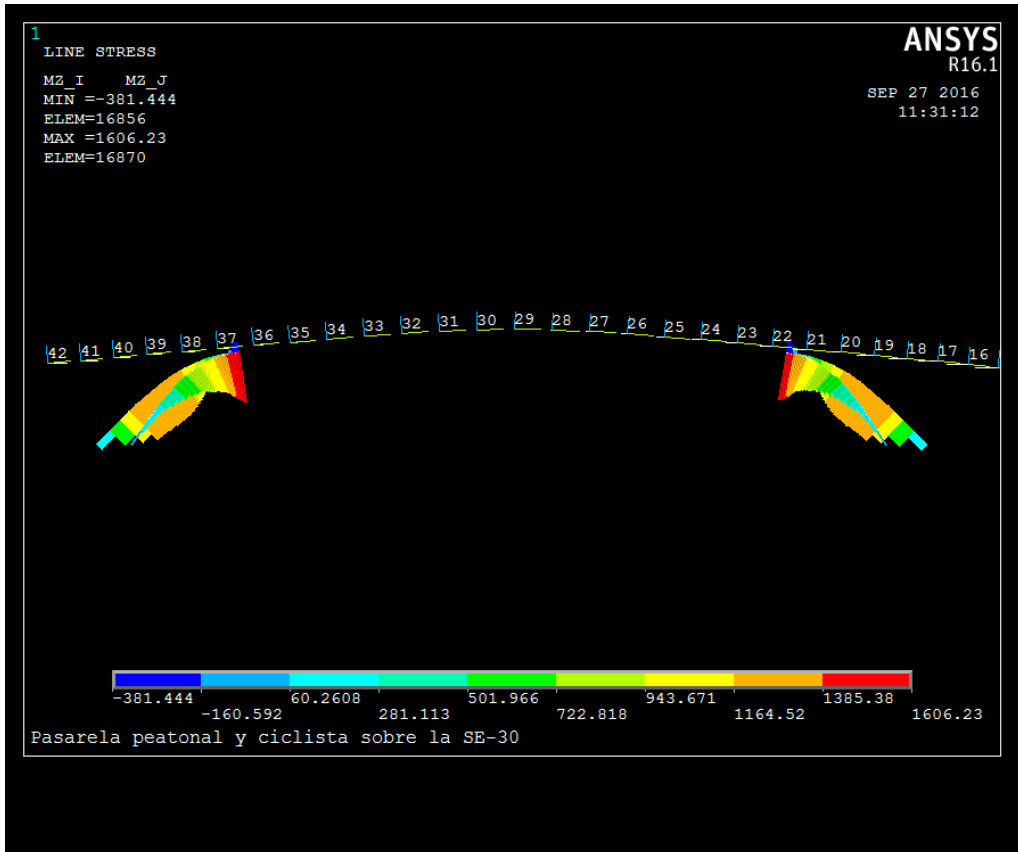 1
LINE STRESS
MZ_I MZ_J
MIN =-381.444
ELEM=16856
MAX =1606.23
ELEM=16870
ANSYS
R16.1
SEP 27 2016
11:31:12
42 41 40 39 38 37 36 35 34 33 32 31 30 29 28 27 26 25 24 23 22 21 20 19 18 17 16
-381.444 60.2608 501.966 943.671 1385.38
-160.592 281.113 722.818 1164.52 1606.23
Pasarela peatonal y ciclista sobre la SE-30